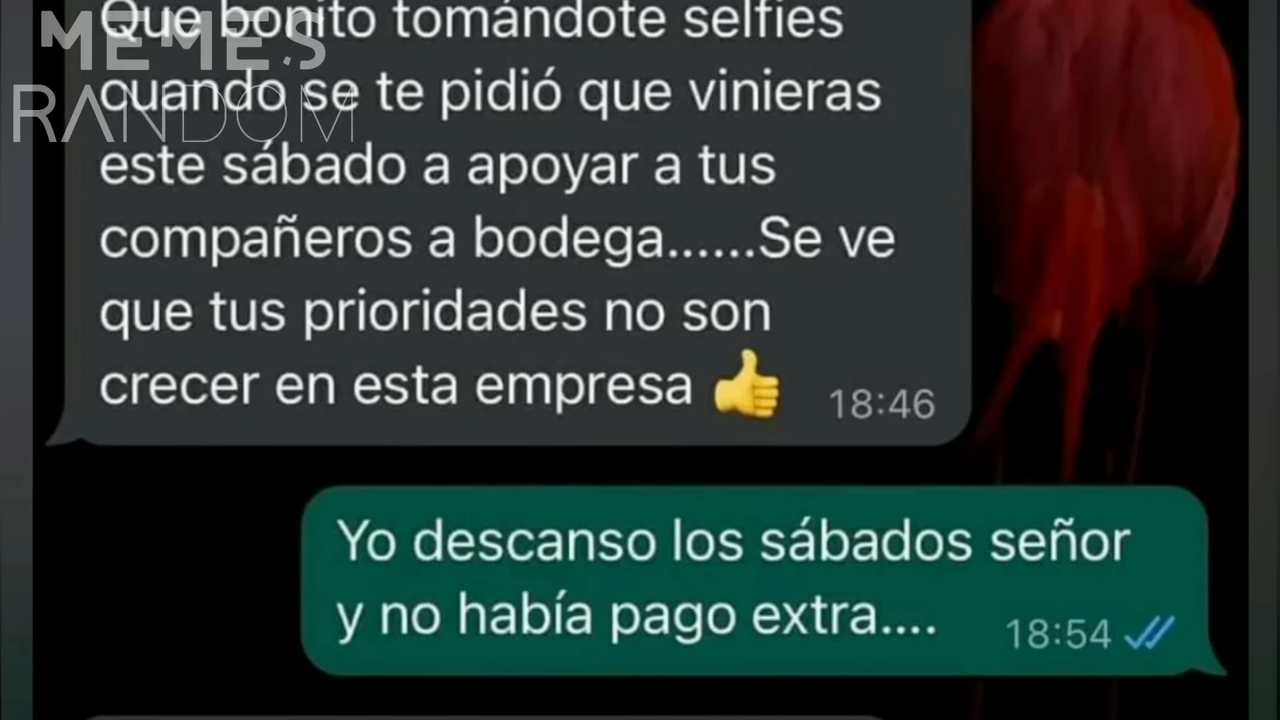 MEMES
RANDOM
Que bonito tomándote selfies
cuando se te pidió que vinieras
este sábado a apoyar a tus
compañeros a bodega......Se ve
que tus prioridades no son
crecer en esta empresa 👍 18:46
Yo descanso los sábados señor
y no había pago extra.... 18:54